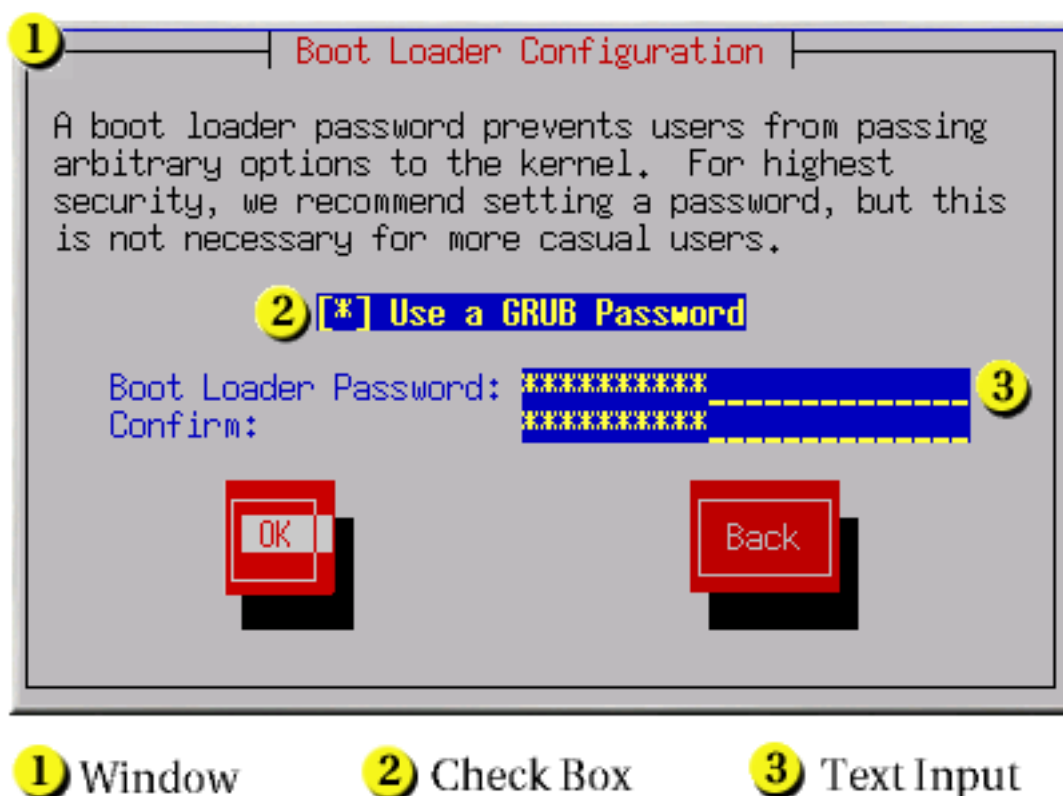 1
Boot Loader Configuration
A boot loader password prevents users from passing
arbitrary options to the kernel.  For highest
security, we recommend setting a password, but this
is not necessary for more casual users.
2 [*] Use a GRUB Password
Boot Loader Password: ********** 3
Confirm: **********
OK Back
1 Window 2 Check Box 3 Text Input